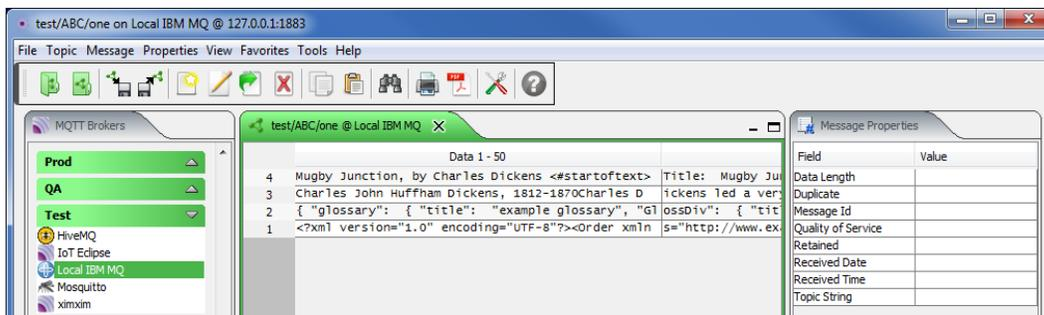 test/ABC/one on Local IBM MQ @ 127.0.0.1:1883
File Topic Message Properties View Favorites Tools Help
PDF
MQTT Brokers
Prod
QA
Test
HiveMQ
IoT Eclipse
Local IBM MQ
Mosquitto
ximxim
test/ABC/one @ Local IBM MQ
Data 1 - 50
4 Mugby Junction, by Charles Dickens <#startoftext> Title: Mugby Jun
3 Charles John Huffham Dickens, 1812-1870Charles D ickens led a very
2 { "glossary": { "title": "example glossary", "Gl ossDiv": { "tit
1 <?xml version="1.0" encoding="UTF-8"?><Order xmln s="http://www.exa
Message Properties
Field Value
Data Length
Duplicate
Message Id
Quality of Service
Retained
Received Date
Received Time
Topic String